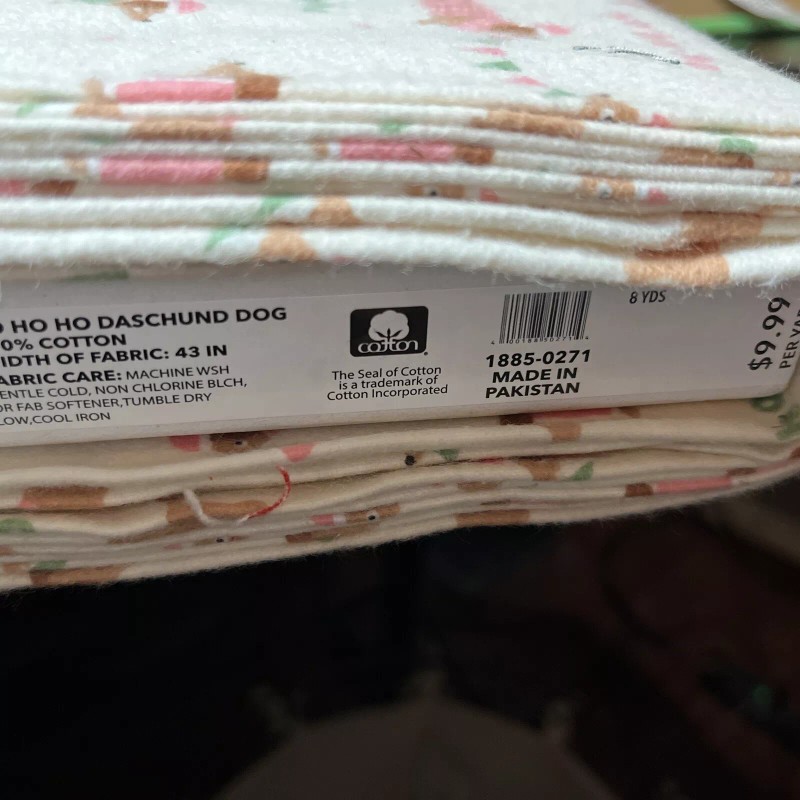 HO HO DASCHUND DOG
0% COTTON
IDTH OF FABRIC: 43 IN
ABRIC CARE: MACHINE WSH
ENTLE COLD, NON CHLORINE BLCH,
OR FAB SOFTENER,TUMBLE DRY
LOW,COOL IRON
cotton
The Seal of Cotton
is a trademark of
Cotton Incorporated
1885-0271
MADE IN
PAKISTAN
8 YDS
$9.99
PER YAR